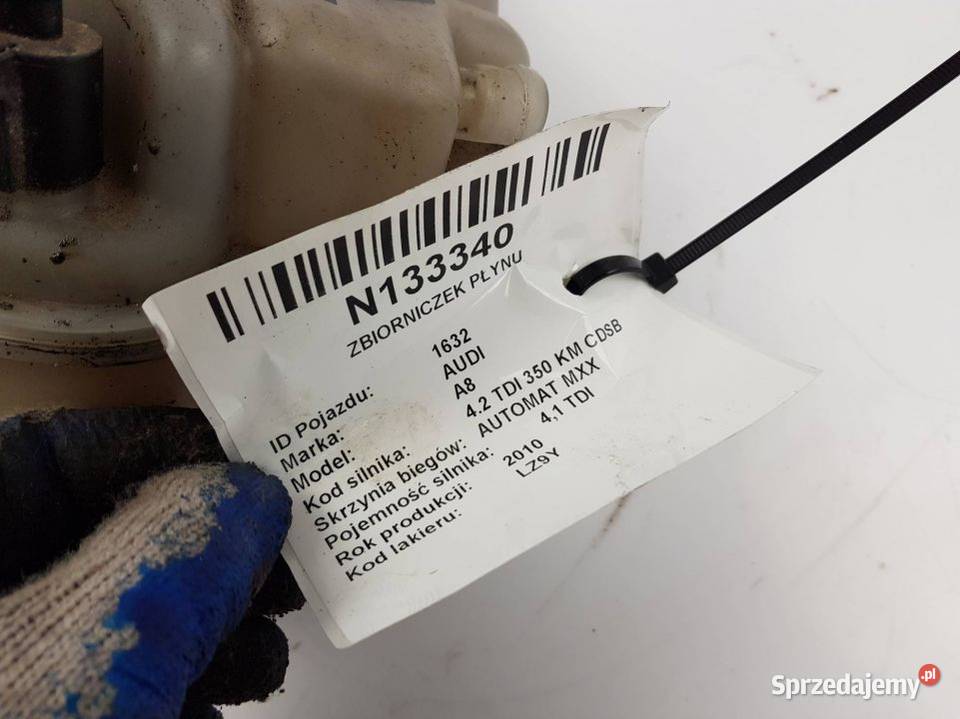 N133340
ZBIORNICZEK PŁYNU
ID Pojazdu: 1632
Marka: AUDI
Model: A8
Kod silnika: 4.2 TDI 350 KM CDSB
Skrzynia biegów: AUTOMAT MXX
Pojemność silnika: 4,1 TDI
Rok produkcji: 2010
Kod lakieru: LZ9Y
Sprzedajemy.pl